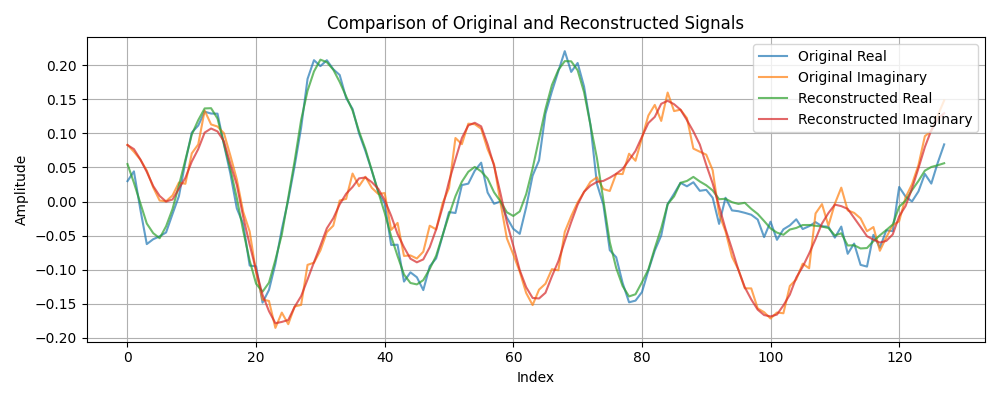 Comparison of Original and Reconstructed Signals
Original Real
Original Imaginary
Reconstructed Real
Reconstructed Imaginary
Amplitude
0.20
0.15
0.10
0.05
0.00
−0.05
−0.10
−0.15
−0.20
0 20 40 60 80 100 120
Index